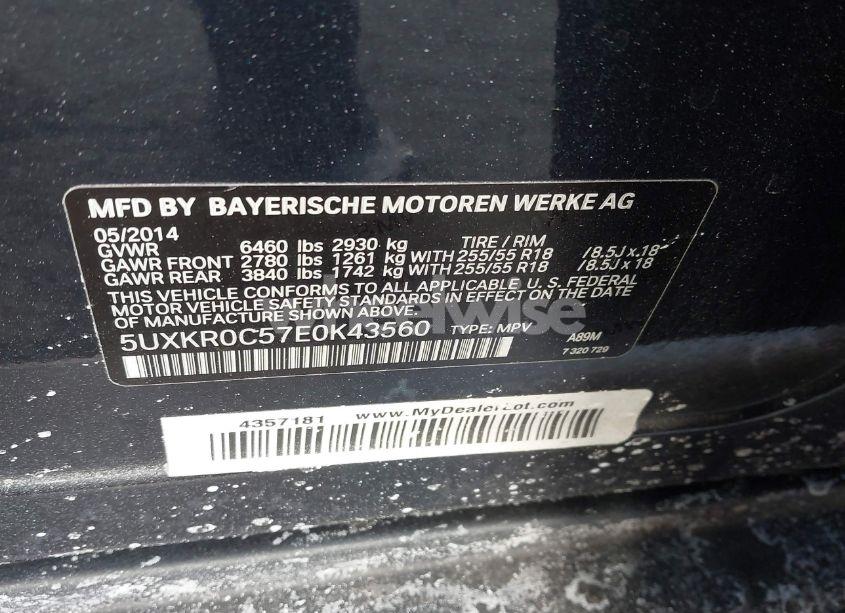 MFD BY BAYERISCHE MOTOREN WERKE AG
05/2014 TIRE / RIM
GVWR 6460 lbs 2930 kg
GAWR FRONT 2780 lbs 1261 kg WITH 255/55 R18 /8.5J x 18
GAWR REAR 3840 lbs 1742 kg WITH 255/55 R18 /8.5J x 18
THIS VEHICLE CONFORMS TO ALL APPLICABLE U.S. FEDERAL
MOTOR VEHICLE SAFETY STANDARDS IN EFFECT ON THE DATE
OF MANUFACTURE SHOWN ABOVE.
5UXKR0C57E0K43560 TYPE: MPV A89M
7 320 729
4357181 www.MyDealerLot.com